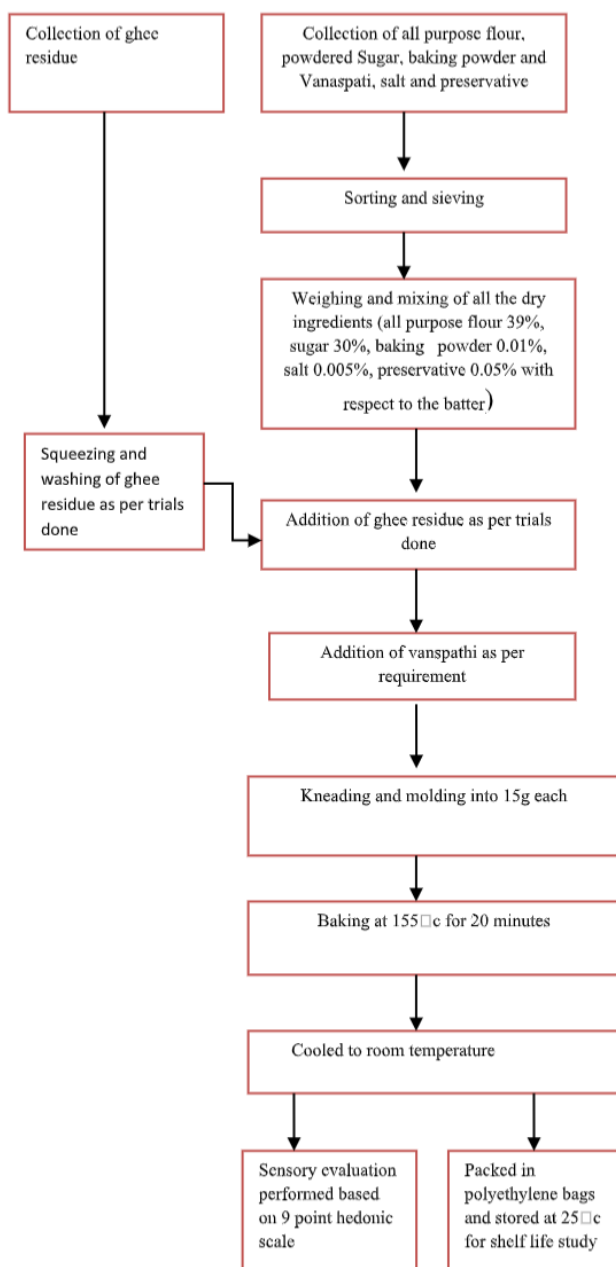 Collection of ghee
residue
Collection of all purpose flour,
powdered Sugar, baking powder and
Vanaspati, salt and preservative
Sorting and sieving
Weighing and mixing of all the dry
ingredients (all purpose flour 39%,
sugar 30%, baking powder 0.01%,
salt 0.005%, preservative 0.05% with
respect to the batter)
Squeezing and
washing of ghee
residue as per trials
done
Addition of ghee residue as per trials
done
Addition of vanspathi as per
requirement
Kneading and molding into 15g each
Baking at 155□c for 20 minutes
Cooled to room temperature
Sensory evaluation
performed based
on 9 point hedonic
scale
Packed in
polyethylene bags
and stored at 25□c
for shelf life study